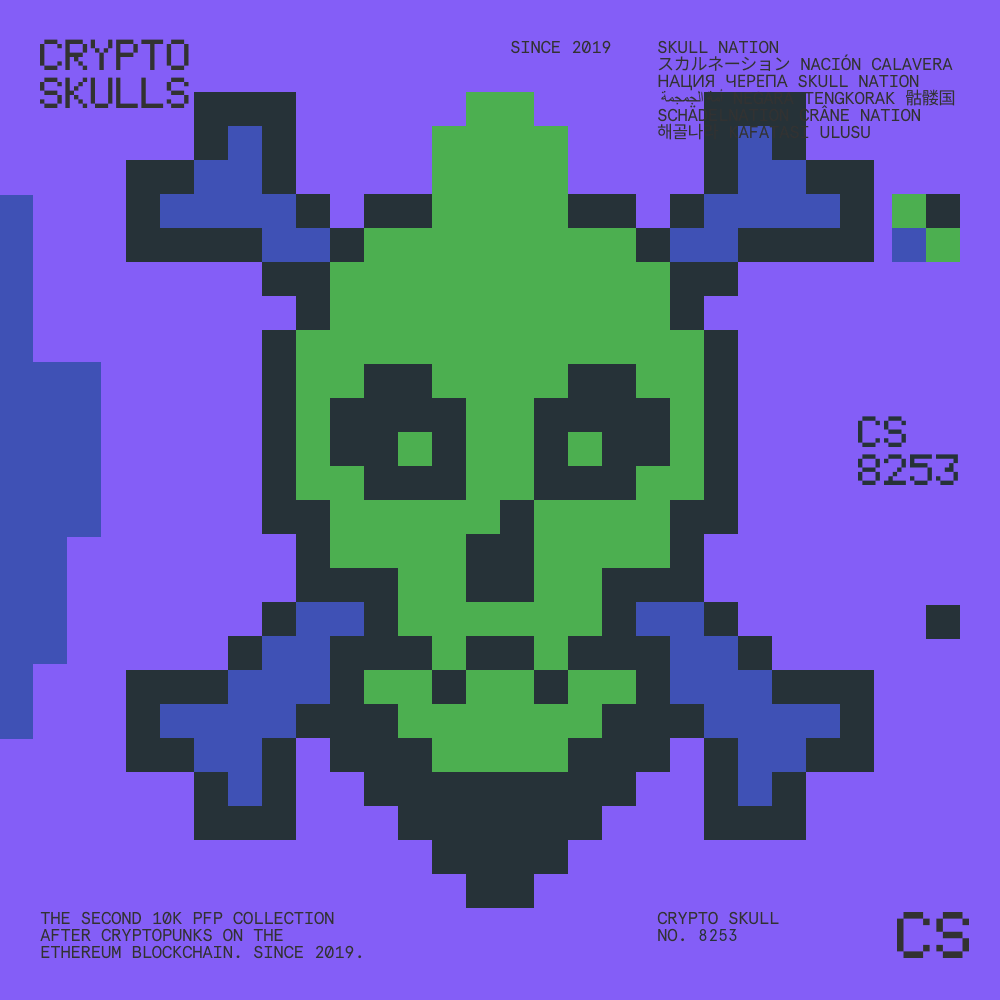 CRYPTO
SKULLS
SINCE 2019
SKULL NATION
スカルネーション NACIÓN CALAVERA
НАЦИЯ ЧЕРЕПА SKULL NATION
TENGKORAK 骷髅国
CRÂNE NATION
해골 ULUSU
CS
8253
THE SECOND 10K PFP COLLECTION
AFTER CRYPTOPUNKS ON THE
ETHEREUM BLOCKCHAIN. SINCE 2019.
CRYPTO SKULL
NO. 8253
CS